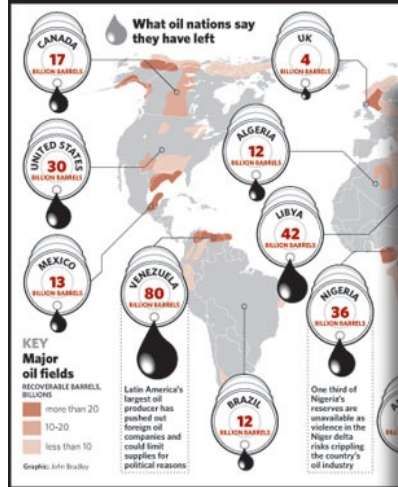 What oil nations say
they have left
CANADA
17
BILLION BARRELS
UK
4
BILLION BARRELS
UNITED STATES
30
BILLION BARRELS
ALGERIA
12
BILLION BARRELS
LIBYA
42
BILLION BARRELS
MEXICO
13
BILLION BARRELS
VENEZUELA
80
BILLION BARRELS
NIGERIA
36
BILLION BARRELS
BRAZIL
12
BILLION BARRELS
Latin America's
largest oil
producer has
pushed out
foreign oil
companies and
could limit
supplies for
political reasons
One third of
Nigeria's
reserves are
unavailable as
violence in the
Niger delta
risks crippling
the country's
oil industry
KEY
Major
oil fields
RECOVERABLE BARRELS,
BILLIONS
more than 20
10-20
less than 10
Graphic: John Bradley